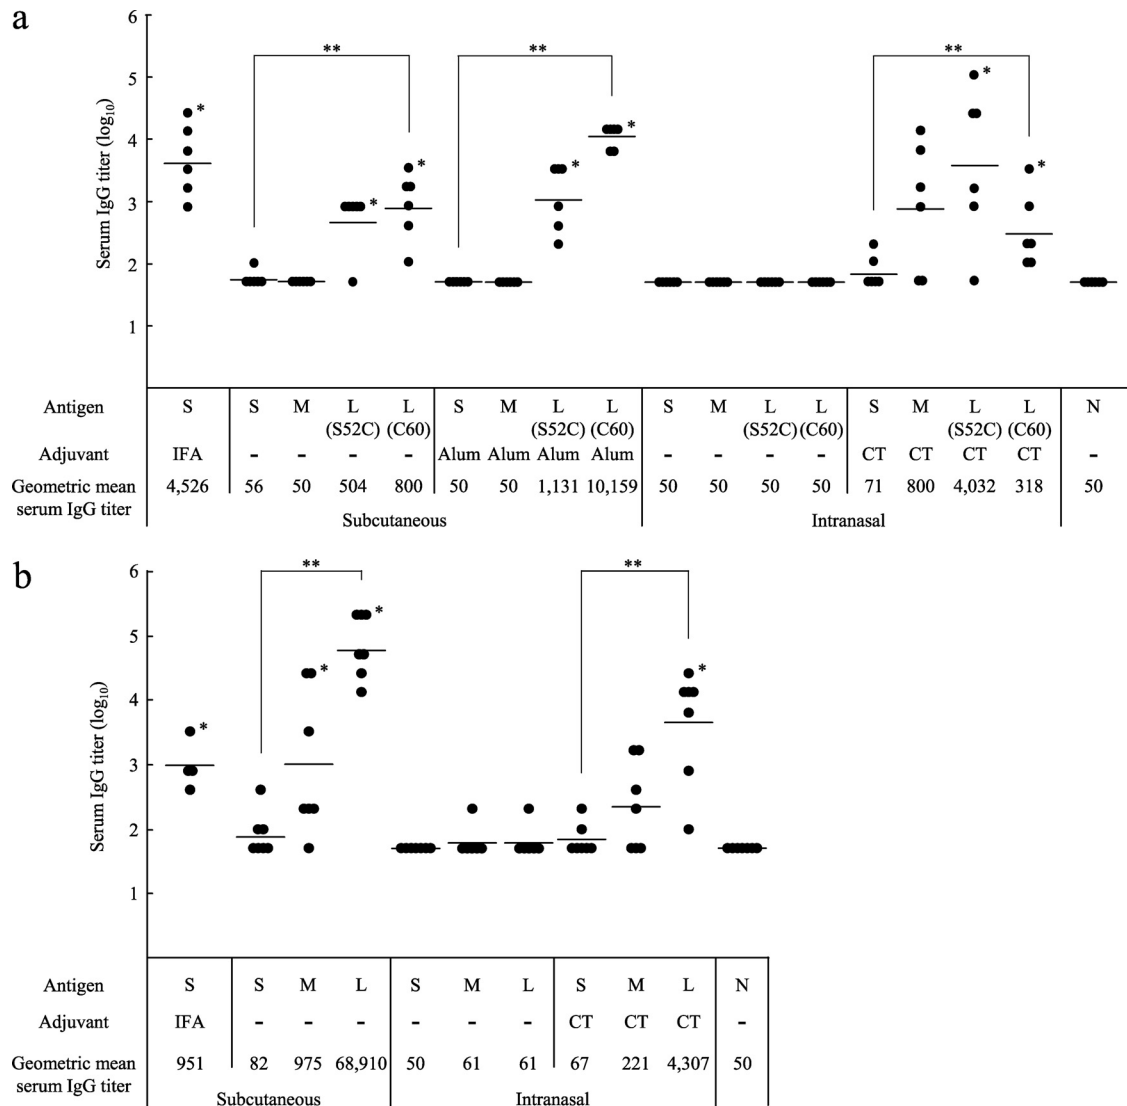 a
6
5
4
3
2
1
Serum IgG titer (log10)
** ** **
* * * * * * *
Antigen S S M L L S M L L S M L L S M L L N
(S52C) (C60) (S52C) (C60) (S52C) (C60) (S52C) (C60)
Adjuvant IFA - - - - Alum Alum Alum Alum - - - - CT CT CT CT -
Geometric mean serum IgG titer 4,526 56 50 504 800 50 50 1,131 10,159 50 50 50 50 71 800 4,032 318 50
Subcutaneous Intranasal
b
6
5
4
3
2
1
Serum IgG titer (log10)
** **
* * * *
Antigen S S M L S M L S M L N
Adjuvant IFA - - - - - - CT CT CT -
Geometric mean serum IgG titer 951 82 975 68,910 50 61 61 67 221 4,307 50
Subcutaneous Intranasal